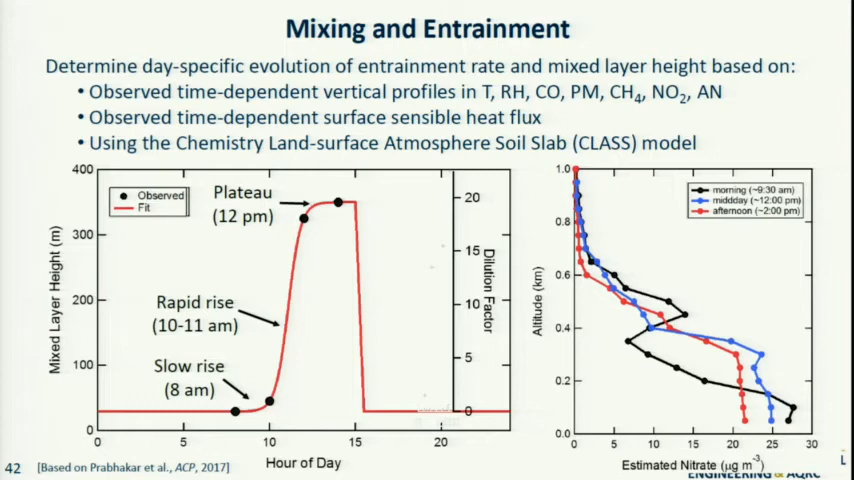 Mixing and Entrainment
Determine day-specific evolution of entrainment rate and mixed layer height based on:
• Observed time-dependent vertical profiles in T, RH, CO, PM, CH4, NO2, AN
• Observed time-dependent surface sensible heat flux
• Using the Chemistry Land-surface Atmosphere Soil Slab (CLASS) model
400
300
200
100
0
Mixed Layer Height (m)
Observed
Fit
Plateau
(12 pm)
Rapid rise
(10-11 am)
Slow rise
(8 am)
20
15
10
5
0
Dilution Factor
0 5 10 15 20
Hour of Day
1.0
0.8
0.6
0.4
0.2
0.0
Altitude (km)
morning (~9:30 am)
middday (~12:00 pm)
afternoon (~2:00 pm)
0 5 10 15 20 25 30
Estimated Nitrate (μg m-3)
42 [Based on Prabhakar et al., ACP, 2017]
ENGINEERING & AQRC